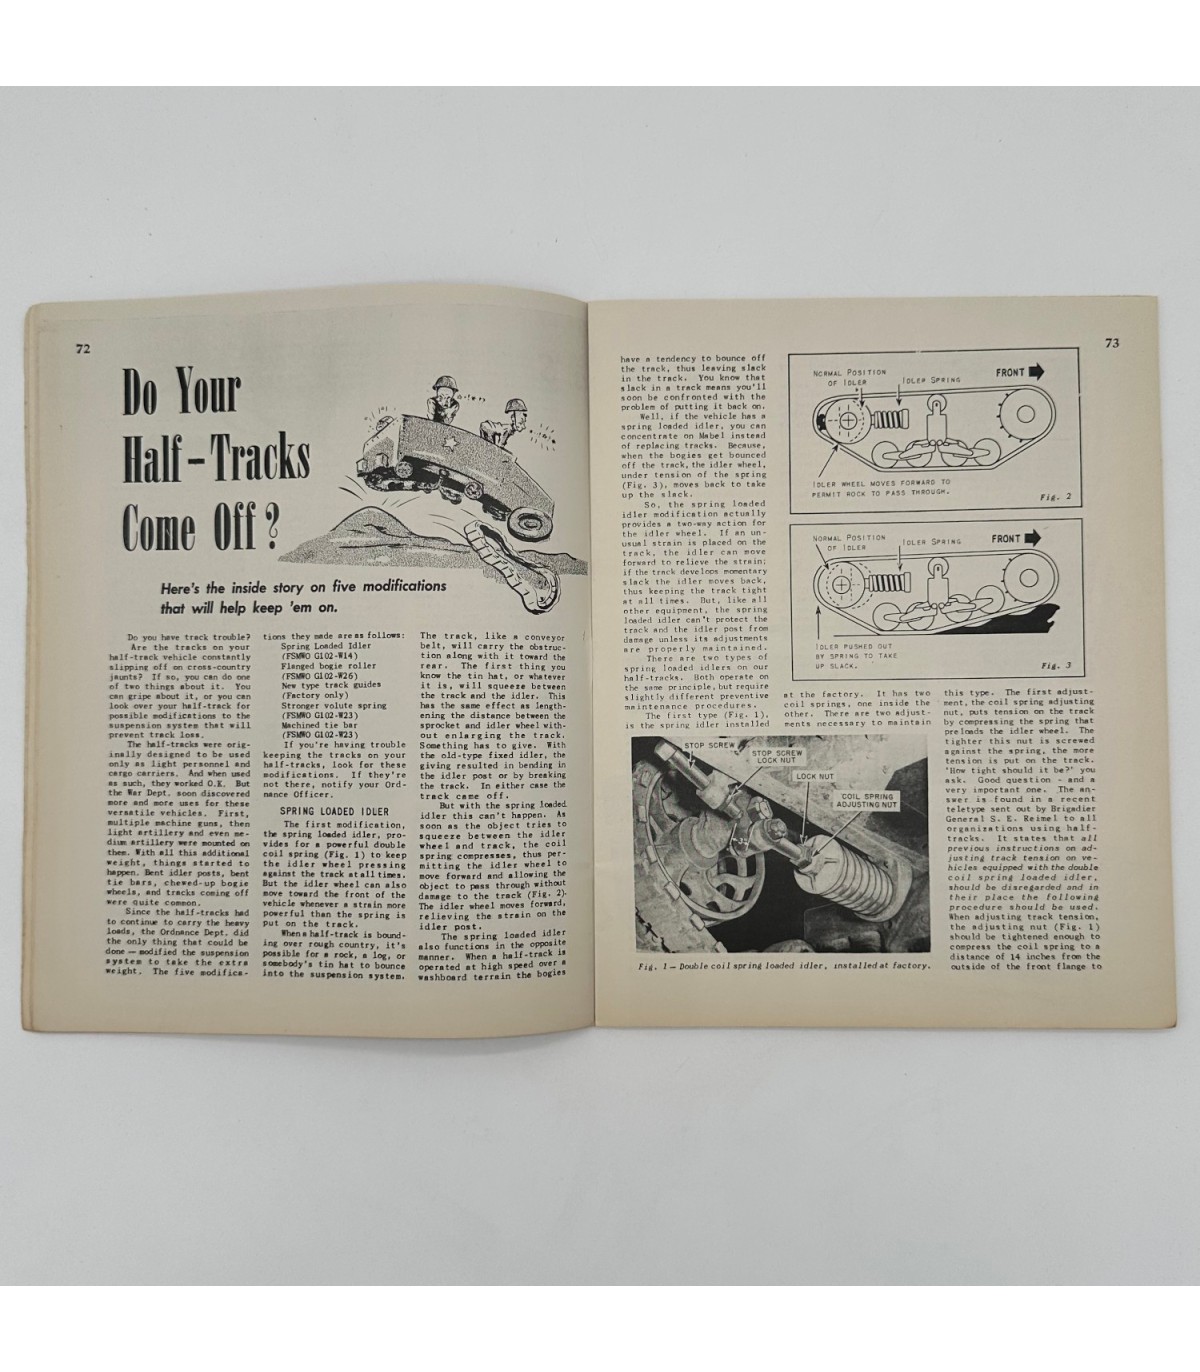 72
Do Your
Half-Tracks
Come Off?
Here's the inside story on five modifications
that will help keep 'em on.
Do you have track trouble?
Are the tracks on your
half-track vehicle constantly
slipping off on cross-country
jaunts? If so, you can do one
of two things about it. You
can gripe about it, or you can
look over your half-track for
possible modifications to the
suspension system that will
prevent track loss.
The half-tracks were orig-
inally designed to be used
only as light personnel and
cargo carriers. And when used
as such, they worked O.K. But
the War Dept. soon discovered
more and more uses for these
versatile vehicles. First,
multiple machine guns, then
light artillery and even me-
dium artillery were mounted on
them. With all this additional
weight, things started to
happen. Bent idler posts, bent
tie bars, chewed-up bogie
wheels, and tracks coming off
were quite common.
Since the half-tracks had
to continue to carry the heavy
loads, the Ordnance Dept. did
the only thing that could be
done — modified the suspension
system to take the extra
weight. The five modifica-
tions they made are as follows:
Spring Loaded Idler
(FSMWO G102-W14)
Flanged bogie roller
(FSMWO G102-W26)
New type track guides
(Factory only)
Stronger volute spring
(FSMWO G102-W23)
Machined tie bar
(FSMWO G102-W23)
If you're having trouble
keeping the tracks on your
half-tracks, look for these
modifications. If they're
not there, notify your Ord-
nance Officer.
SPRING LOADED IDLER
The first modification,
the spring loaded idler, pro-
vides for a powerful double
coil spring (Fig. 1) to keep
the idler wheel pressing
against the track at all times.
But the idler wheel can also
move toward the front of the
vehicle whenever a strain more
powerful than the spring is
put on the track.
When a half-track is bound-
ing over rough country, it's
possible for a rock, a log, or
somebody's tin hat to bounce
into the suspension system.
The track, like a conveyor
belt, will carry the obstruc-
tion along with it toward the
rear. The first thing you
know the tin hat, or whatever
it is, will squeeze between
the track and the idler. This
has the same effect as length-
ening the distance between the
sprocket and idler wheel with-
out enlarging the track.
Something has to give. With
the old-type fixed idler, the
giving resulted in bending in
the idler post or by breaking
the track. In either case the
track came off.
But with the spring loaded
idler this can't happen. As
soon as the object tries to
squeeze between the idler
wheel and track, the coil
spring compresses, thus per-
mitting the idler wheel to
move forward and allowing the
object to pass through without
damage to the track (Fig. 2).
The idler wheel moves forward,
relieving the strain on the
idler post.
The spring loaded idler
also functions in the opposite
manner. When a half-track is
operated at high speed over a
washboard terrain the bogies
73
have a tendency to bounce off
the track, thus leaving slack
in the track. You know that
slack in a track means you'll
soon be confronted with the
problem of putting it back on.
Well, if the vehicle has a
spring loaded idler, you can
concentrate on Mabel instead
of replacing tracks. Because,
when the bogies get bounced
off the track, the idler wheel,
under tension of the spring
(Fig. 3), moves back to take
up the slack.
So, the spring loaded
idler modification actually
provides a two-way action for
the idler wheel. If an un-
usual strain is placed on the
track, the idler can move
forward to relieve the strain;
if the track develops momentary
slack the idler moves back,
thus keeping the track tight
at all times. But, like all
other equipment, the spring
loaded idler can't protect the
track and the idler post from
damage unless its adjustments
are properly maintained.
There are two types of
spring loaded idlers on our
half-tracks. Both operate on
the same principle, but require
slightly different preventive
maintenance procedures.
The first type (Fig. 1),
is the spring idler installed
NORMAL POSITION
OF IDLER
IDLER SPRING
FRONT
IDLER WHEEL MOVES FORWARD TO
PERMIT ROCK TO PASS THROUGH.
Fig. 2
NORMAL POSITION
OF IDLER
IDLER SPRING
FRONT
IDLER PUSHED OUT
BY SPRING TO TAKE
UP SLACK.
Fig. 3
at the factory. It has two
coil springs, one inside the
other. There are two adjust-
ments necessary to maintain
STOP SCREW
STOP SCREW
LOCK NUT
LOCK NUT
COIL SPRING
ADJUSTING NUT
Fig. 1 — Double coil spring loaded idler, installed at factory.
this type. The first adjust-
ment, the coil spring adjusting
nut, puts tension on the track
by compressing the spring that
preloads the idler wheel. The
tighter this nut is screwed
against the spring, the more
tension is put on the track.
'How tight should it be?' you
ask. Good question - and a
very important one. The an-
swer is found in a recent
teletype sent out by Brigadier
General S. E. Reimel to all
organizations using half-
tracks. It states that all
previous instructions on ad-
justing track tension on ve-
hicles equipped with the double
coil spring loaded idler,
should be disregarded and in
their place the following
procedure should be used.
When adjusting track tension,
the adjusting nut (Fig. 1)
should be tightened enough to
compress the coil spring to a
distance of 14 inches from the
outside of the front flange to